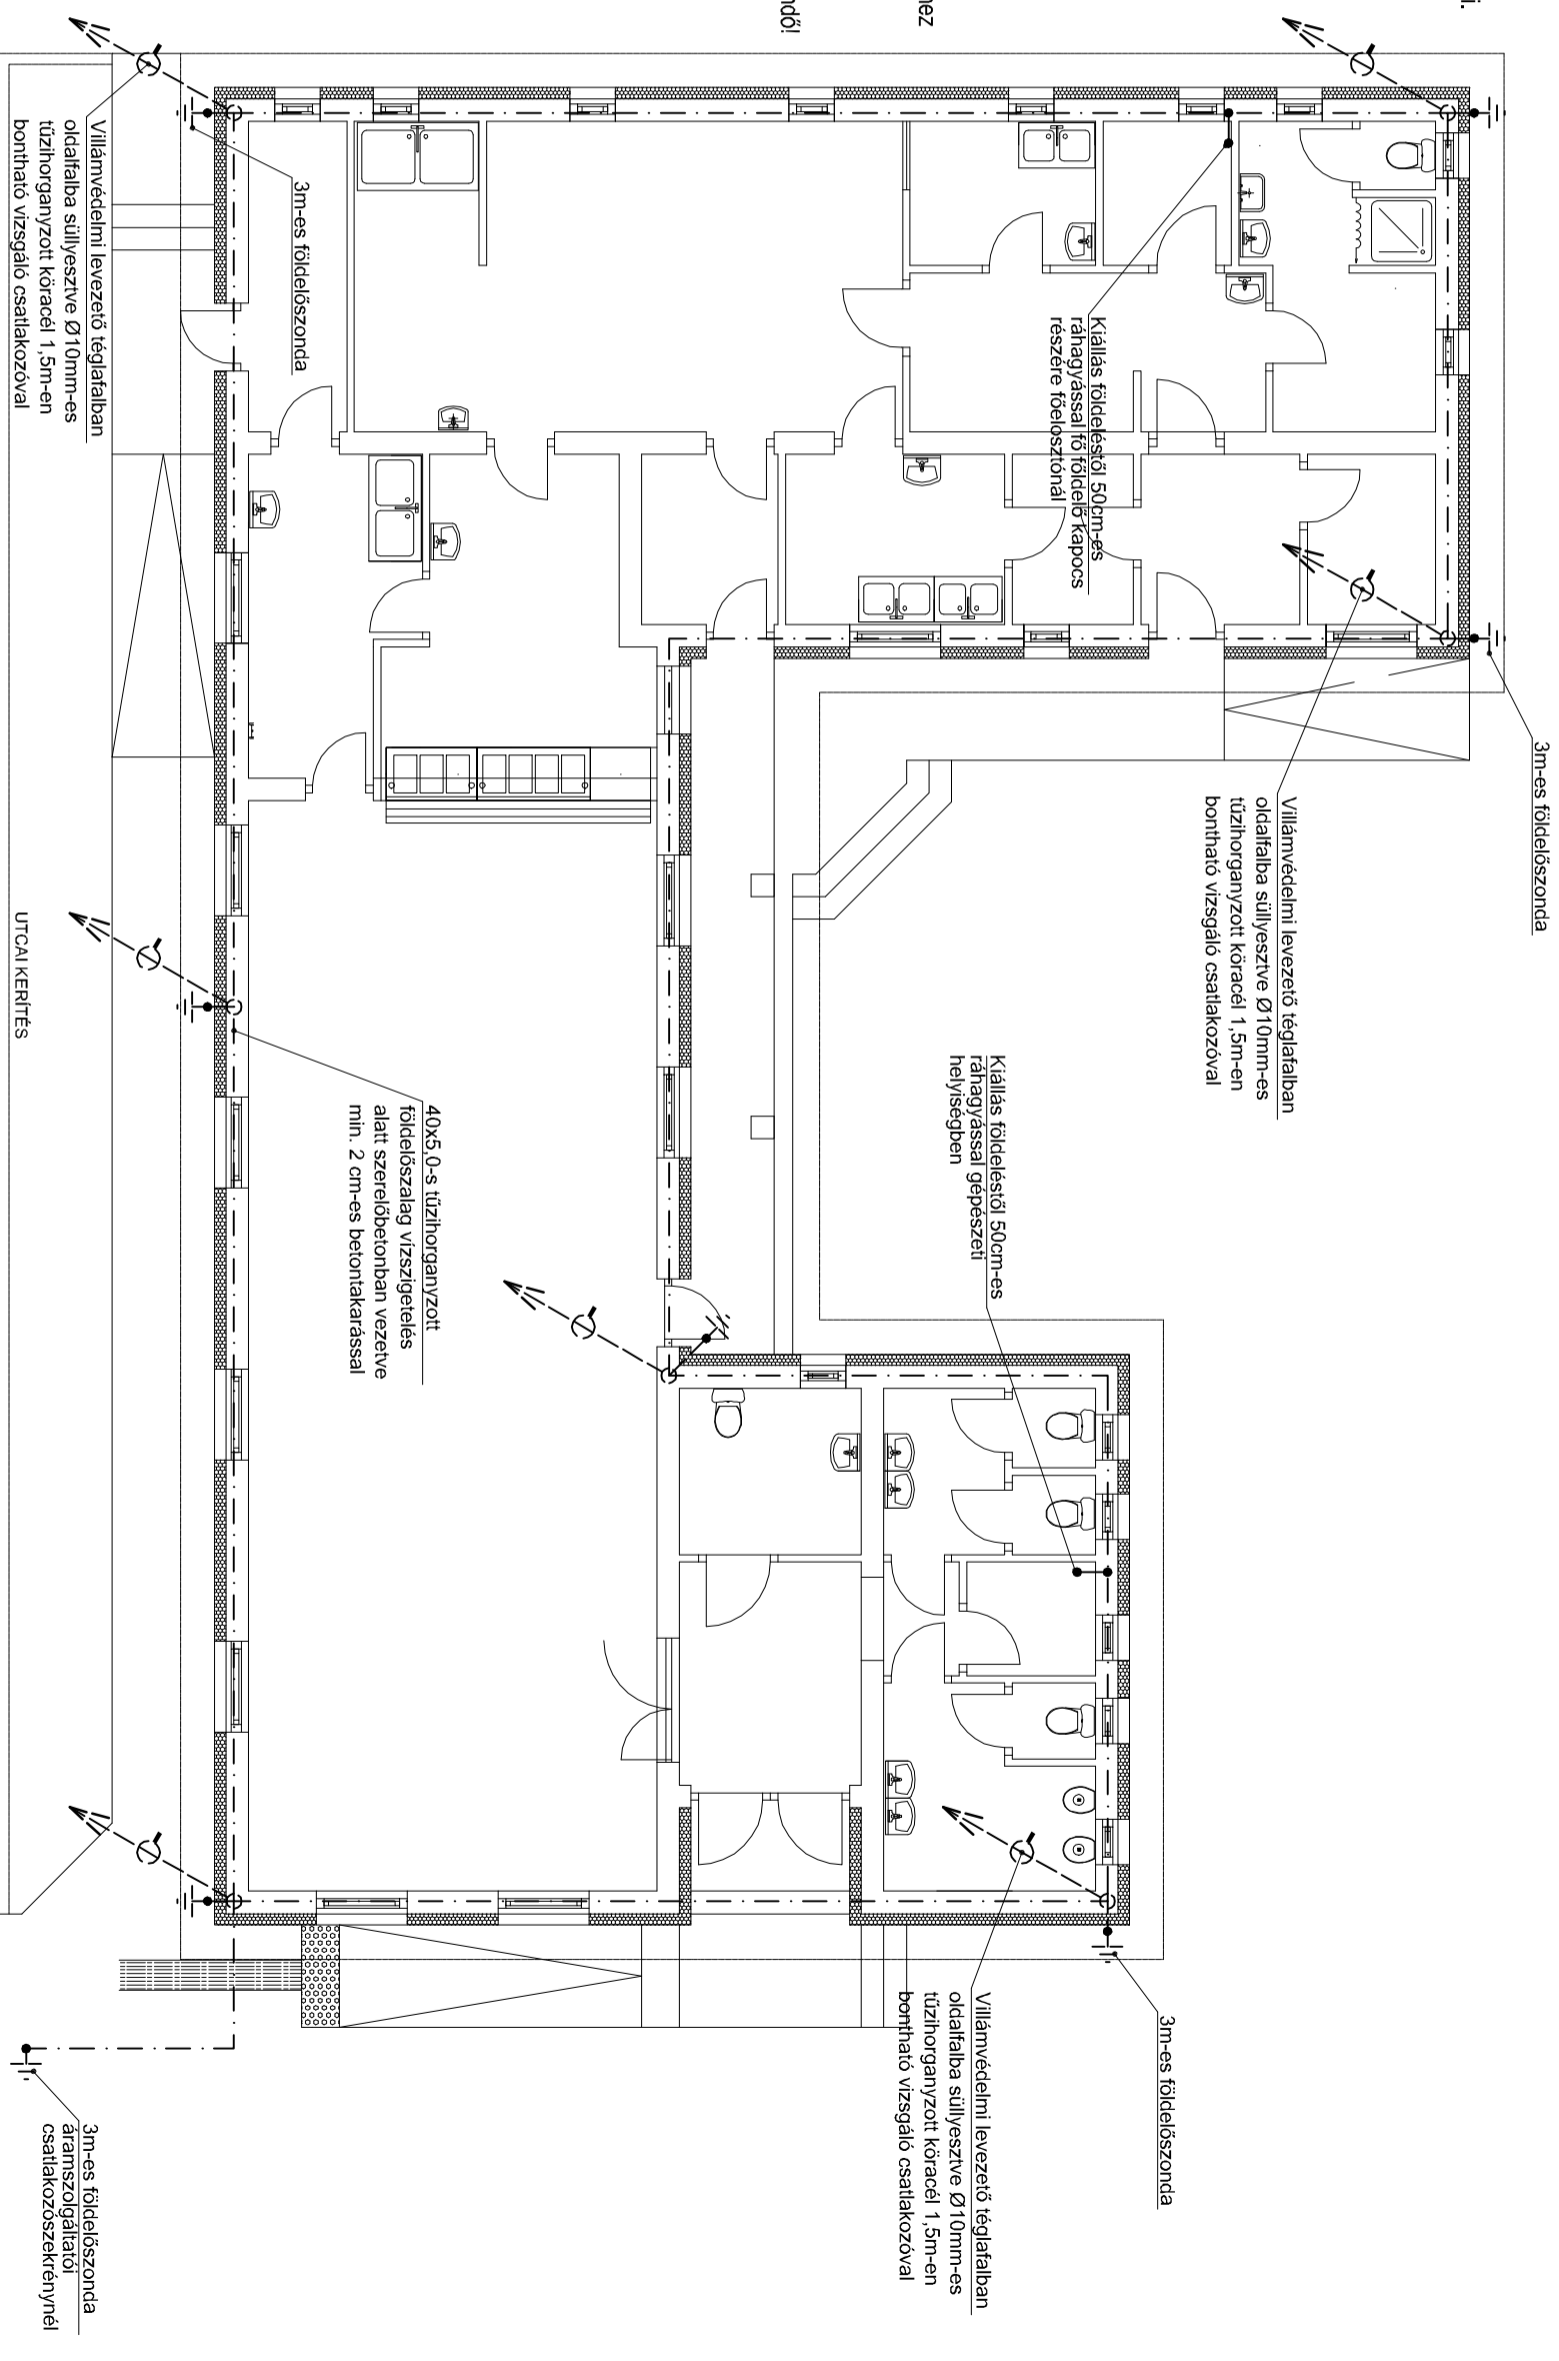 i.
hez
ndő!
3m-es földelőszonda
Villámvédelmi levezető téglafalban
oldalfalba süllyesztve Ø10mm-es
tűzihorganyzott köracél 1,5m-en
bontható vizsgáló csatlakozóval
Kiállás földeléstől 50cm-es
ráhagyással fő földelő kapocs
részére főelosztónál
3m-es földelőszonda
Villámvédelmi levezető téglafalban
oldalfalba süllyesztve Ø10mm-es
tűzihorganyzott köracél 1,5m-en
bontható vizsgáló csatlakozóval
Kiállás földeléstől 50cm-es
ráhagyással gépészeti
helyiségben
40x5,0-s tűzihorganyzott
földelőszalag vízszigetelés
alatt szerelőbetonban vezetve
min. 2 cm-es betontakarással
UTCAI KERÍTÉS
3m-es földelőszonda
Villámvédelmi levezető téglafalban
oldalfalba süllyesztve Ø10mm-es
tűzihorganyzott köracél 1,5m-en
bontható vizsgáló csatlakozóval
3m-es földelőszonda
áramszolgáltatói
csatlakozószekrénynél